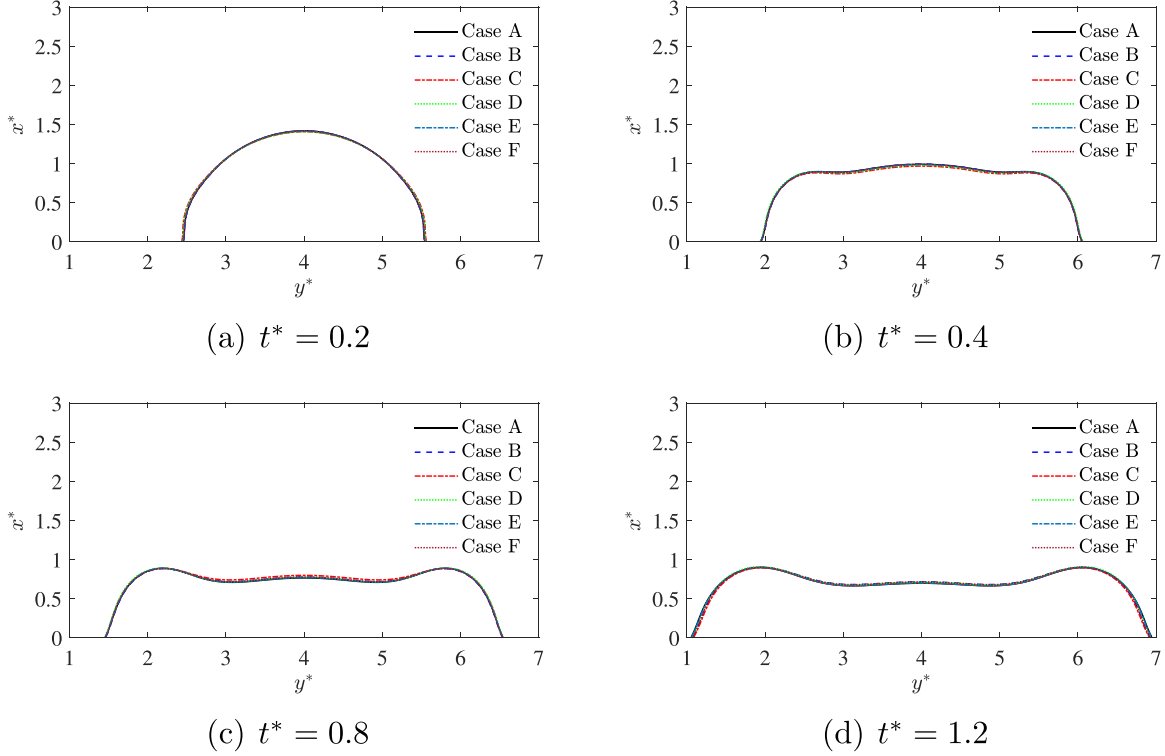 3
2.5
2
1.5
1
0.5
0
x*
1 2 3 4 5 6 7
y*
Case A
Case B
Case C
Case D
Case E
Case F
(a) t* = 0.2
3
2.5
2
1.5
1
0.5
0
x*
1 2 3 4 5 6 7
y*
Case A
Case B
Case C
Case D
Case E
Case F
(b) t* = 0.4
3
2.5
2
1.5
1
0.5
0
x*
1 2 3 4 5 6 7
y*
Case A
Case B
Case C
Case D
Case E
Case F
(c) t* = 0.8
3
2.5
2
1.5
1
0.5
0
x*
1 2 3 4 5 6 7
y*
Case A
Case B
Case C
Case D
Case E
Case F
(d) t* = 1.2